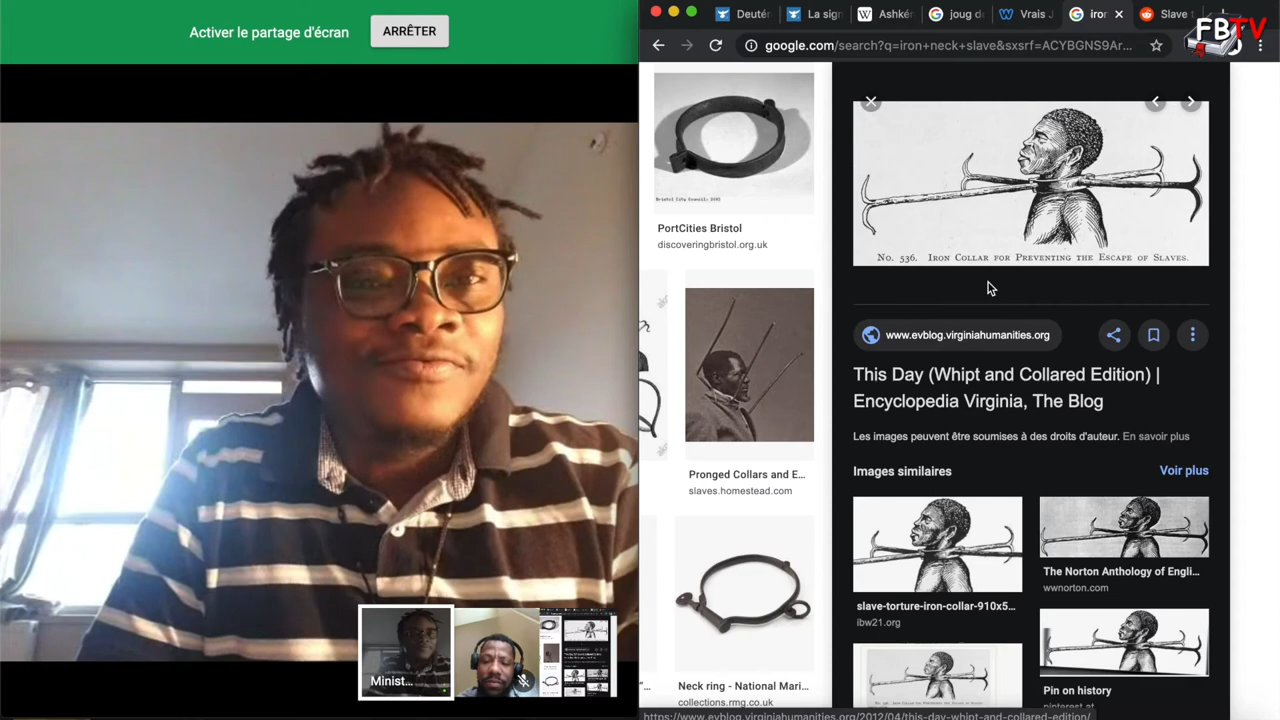 Activer le partage d'écran
ARRÊTER
Minist...
Deuté
La sign
Ashké
joug d
Vrais J
iron
Slave t
FBTV
google.com/search?q=iron+neck+slave&sxsrf=ACYBGNS9Ar...
PortCities Bristol
discoveringbristol.org.uk
Pronged Collars and E...
slaves.homestead.com
Neck ring - National Mari...
collections.rmg.co.uk
No. 536. Iron Collar for Preventing the Escape of Slaves.
www.evblog.virginiahumanities.org
This Day (Whipt and Collared Edition) |
Encyclopedia Virginia, The Blog
Les images peuvent être soumises à des droits d'auteur. En savoir plus
Images similaires
Voir plus
slave-torture-iron-collar-910x5...
ibw21.org
The Norton Anthology of Engli...
wwnorton.com
Pin on history
pinterest.at
https://www.evblog.virginiahumanities.org/2012/04/this-day-whipt-and-collared-edition/